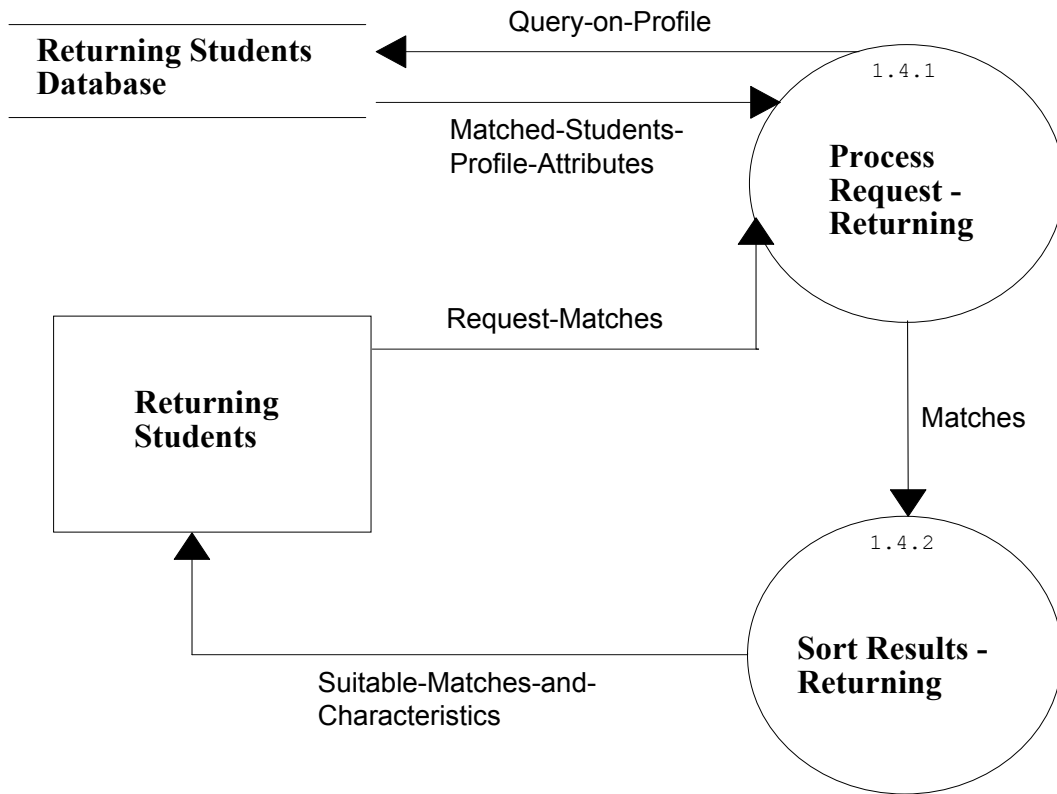 Query-on-Profile
Returning Students
Database
1.4.1
Matched-Students-
Profile-Attributes
Process
Request -
Returning
Request-Matches
Returning
Students
Matches
1.4.2
Sort Results -
Returning
Suitable-Matches-and-
Characteristics